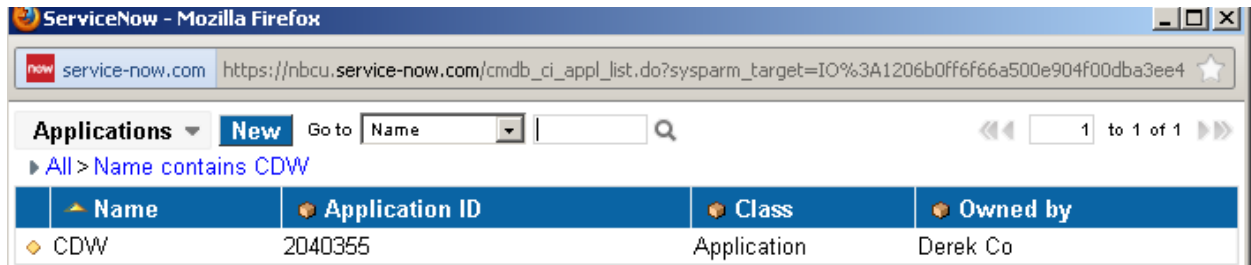 ServiceNow - Mozilla Firefox
now service-now.com https://nbcu.service-now.com/cmdb_ci_appl_list.do?sysparm_target=IO%3A1206b0ff6f66a500e904f00dba3ee4
Applications New Go to Name 1 to 1 of 1
All > Name contains CDW
Name Application ID Class Owned by
CDW 2040355 Application Derek Co